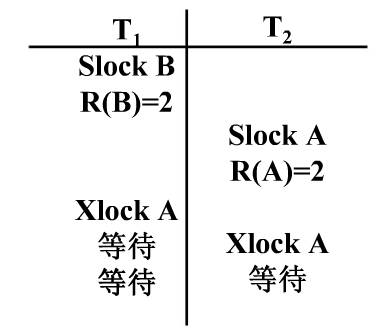 T₁ T₂
Slock B
R(B)=2
Slock A
R(A)=2
Xlock A
等待 Xlock A
等待 等待